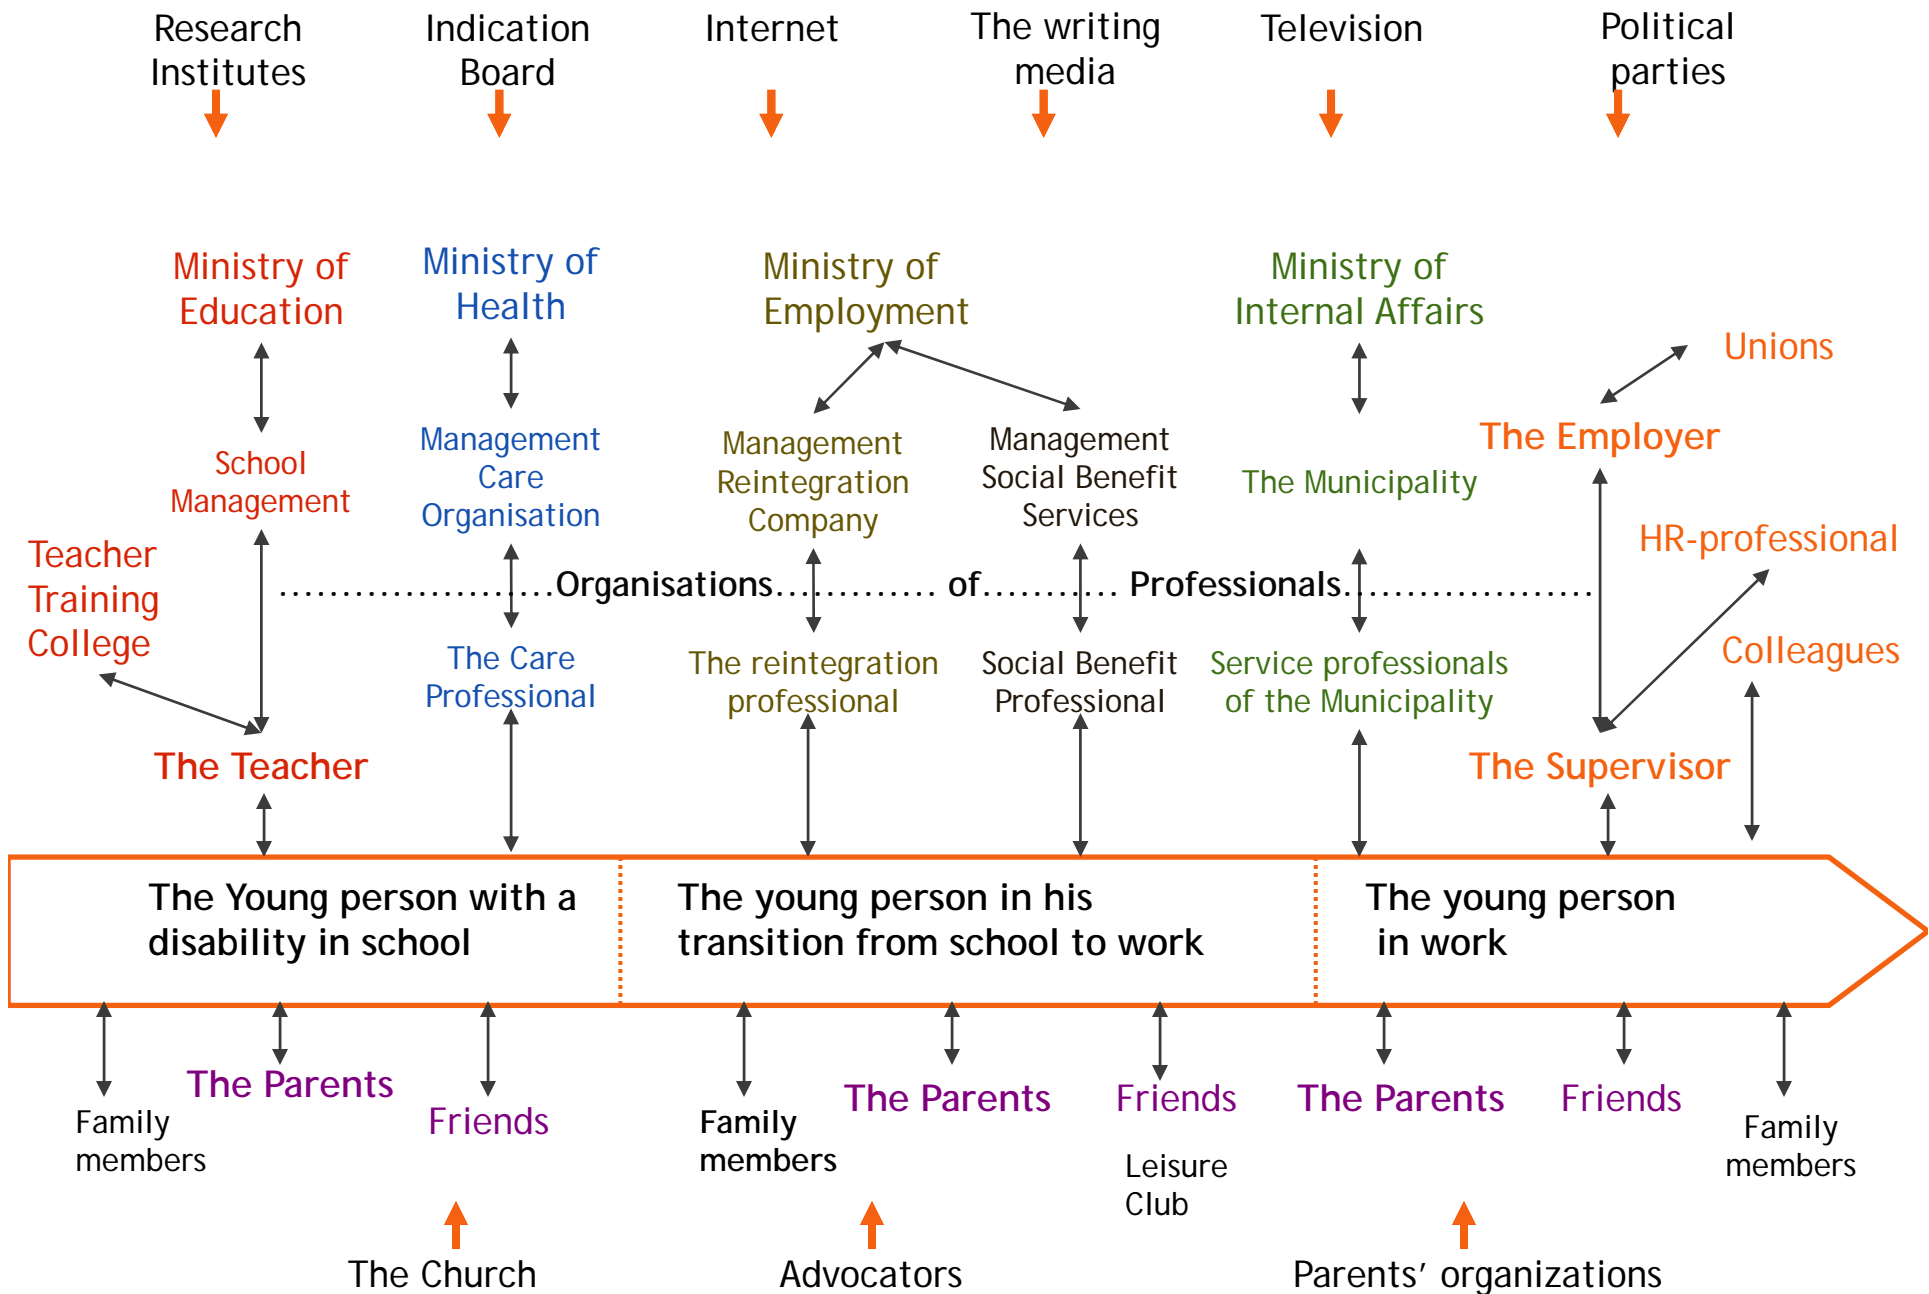 Research
Institutes
Indication
Board
Internet
The writing
media
Television
Political
parties
Ministry of
Education
Ministry of
Health
Ministry of
Employment
Ministry of
Internal Affairs
Unions
The Employer
School
Management
Management
Care
Organisation
Management
Reintegration
Company
Management
Social Benefit
Services
The Municipality
HR-professional
Teacher
Training
College
....................Organisations............ of.......... Professionals...................
The Care
Professional
The reintegration
professional
Social Benefit
Professional
Service professionals
of the Municipality
Colleagues
The Teacher
The Supervisor
The Young person with a
disability in school
The young person in his
transition from school to work
The young person
in work
Family
members
The Parents
Friends
Family
members
The Parents
Friends
Leisure
Club
The Parents
Friends
Family
members
The Church
Advocators
Parents’ organizations